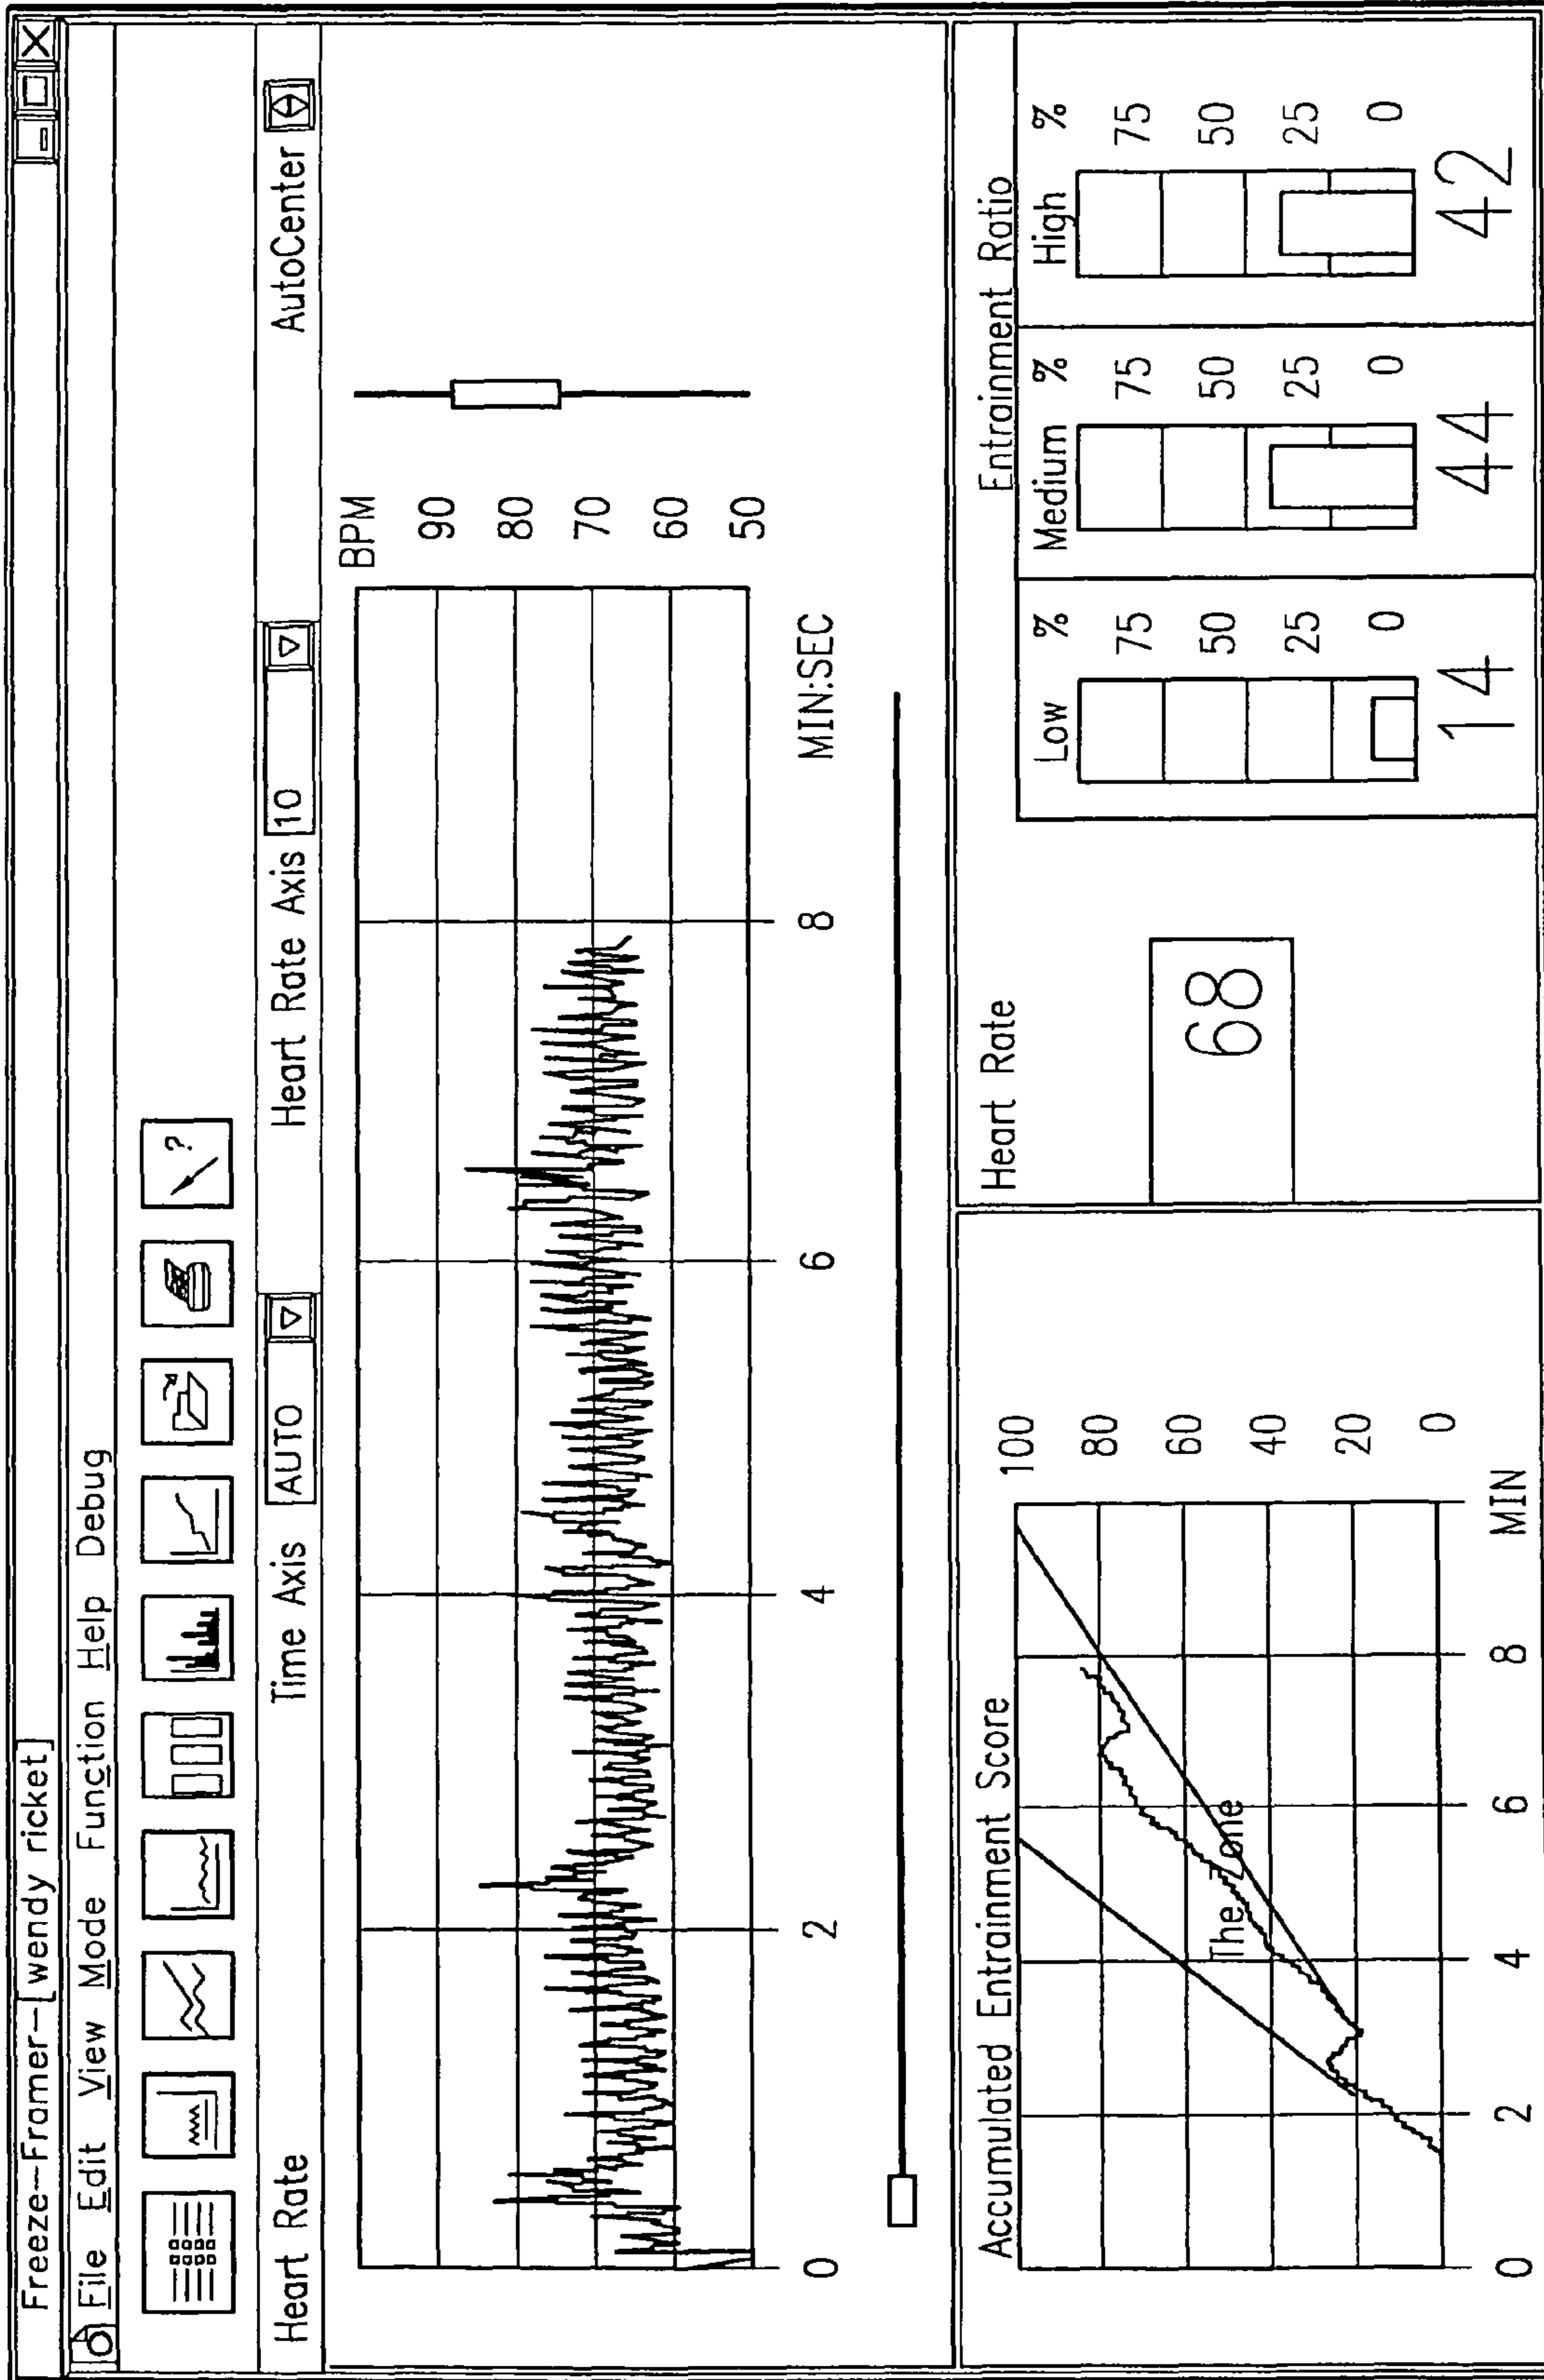 Freeze-Framer-[wendy ricket]
File Edit View Mode Function Help Debug
?
Heart Rate Time Axis AUTO Heart Rate Axis 10 AutoCenter
BPM
90
80
70
60
50
0 2 4 6 8 MIN:SEC
Accumulated Entrainment Score
100
80
60
40
20
0
The Zone
0 2 4 6 8 MIN
Heart Rate
68
Entrainment Ratio
Low % Medium % High %
75 75 75
50 50 50
25 25 25
0 0 0
14 44 42